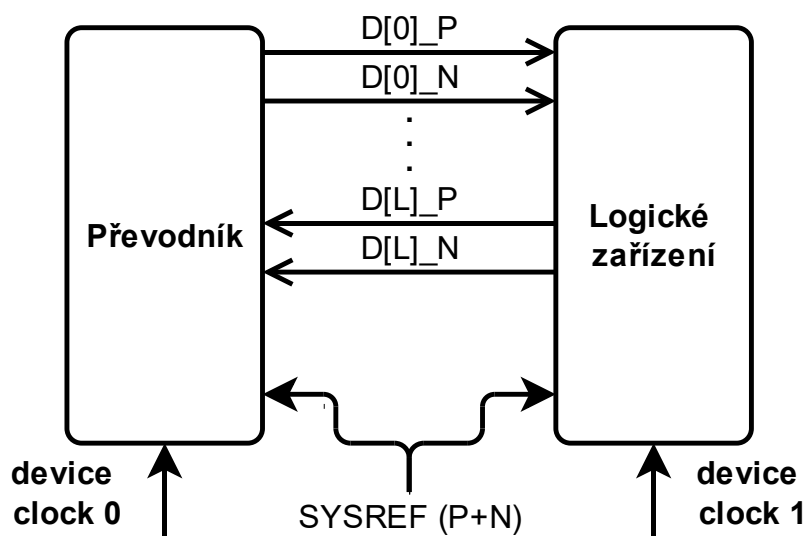 D[0]_P
D[0]_N
.
.
.
D[L]_P
D[L]_N
Převodník
Logické
zařízení
device
clock 0
SYSREF (P+N)
device
clock 1